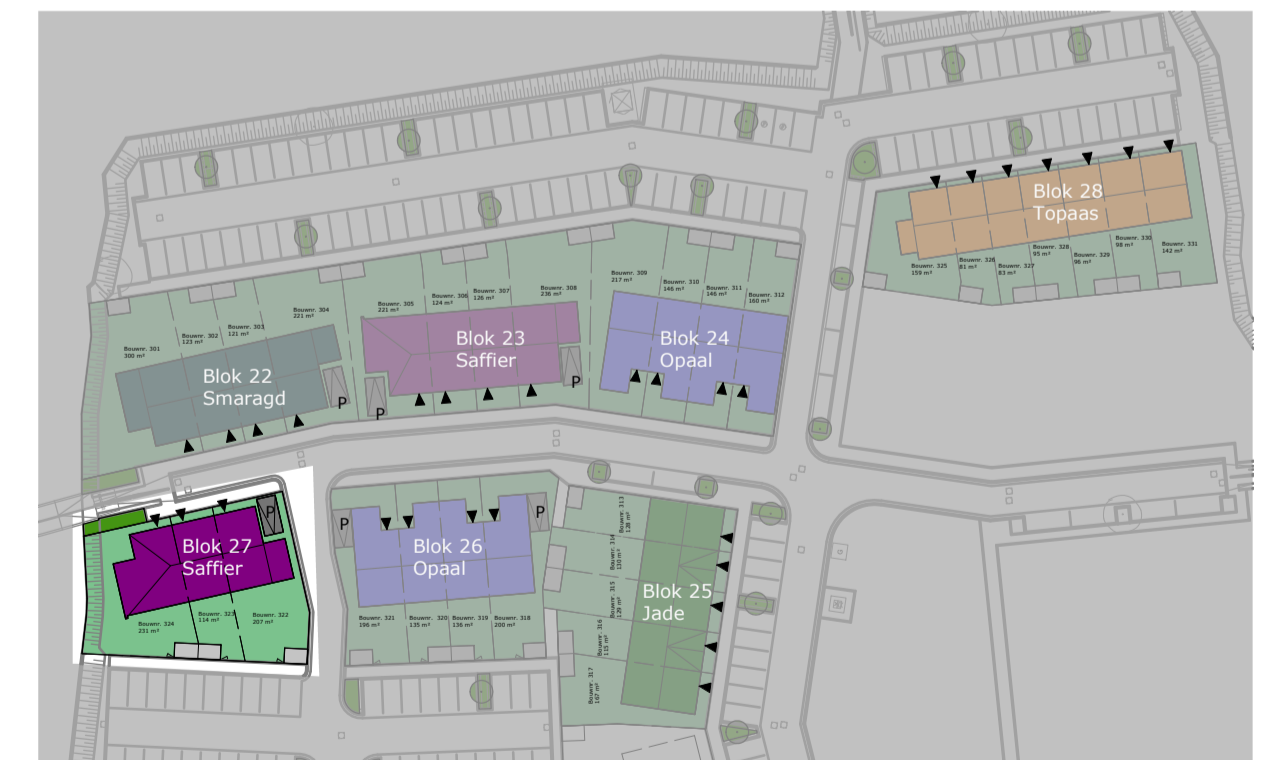 Blok 28
Topaas
Bouwnr. 325
159 m²
Bouwnr. 326
81 m²
Bouwnr. 327
83 m²
Bouwnr. 328
95 m²
Bouwnr. 329
96 m²
Bouwnr. 330
98 m²
Bouwnr. 331
142 m²
Bouwnr. 301
300 m²
Bouwnr. 302
123 m²
Bouwnr. 303
121 m²
Bouwnr. 304
221 m²
Blok 22
Smaragd
P
Bouwnr. 305
221 m²
Bouwnr. 306
124 m²
Bouwnr. 307
126 m²
Bouwnr. 308
236 m²
Blok 23
Saffier
P
P
Bouwnr. 309
217 m²
Bouwnr. 310
146 m²
Bouwnr. 311
146 m²
Bouwnr. 312
160 m²
Blok 24
Opaal
P
Blok 27
Saffier
Bouwnr. 324
231 m²
Bouwnr. 323
114 m²
Bouwnr. 322
207 m²
P
P
Blok 26
Opaal
Bouwnr. 321
196 m²
Bouwnr. 320
135 m²
Bouwnr. 319
136 m²
Bouwnr. 318
200 m²
Bouwnr. 313
128 m²
Bouwnr. 314
130 m²
Bouwnr. 315
129 m²
Bouwnr. 316
115 m²
Bouwnr. 317
167 m²
Blok 25
Jade